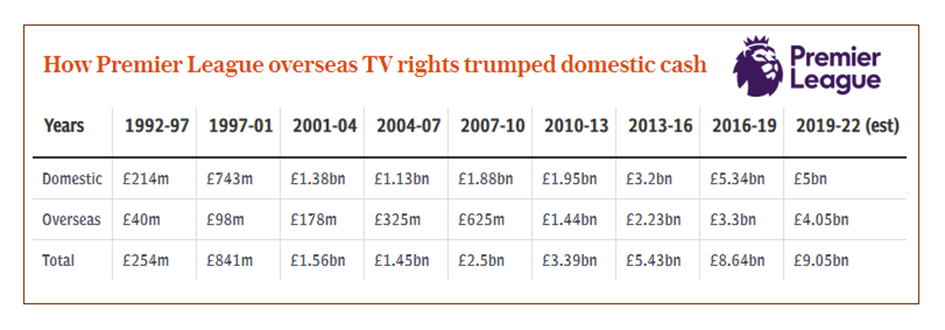 How Premier League overseas TV rights trumped domestic cash
Premier
League
Years 1992-97 1997-01 2001-04 2004-07 2007-10 2010-13 2013-16 2016-19 2019-22 (est)
Domestic £214m £743m £1.38bn £1.13bn £1.88bn £1.95bn £3.2bn £5.34bn £5bn
Overseas £40m £98m £178m £325m £625m £1.44bn £2.23bn £3.3bn £4.05bn
Total £254m £841m £1.56bn £1.45bn £2.5bn £3.39bn £5.43bn £8.64bn £9.05bn